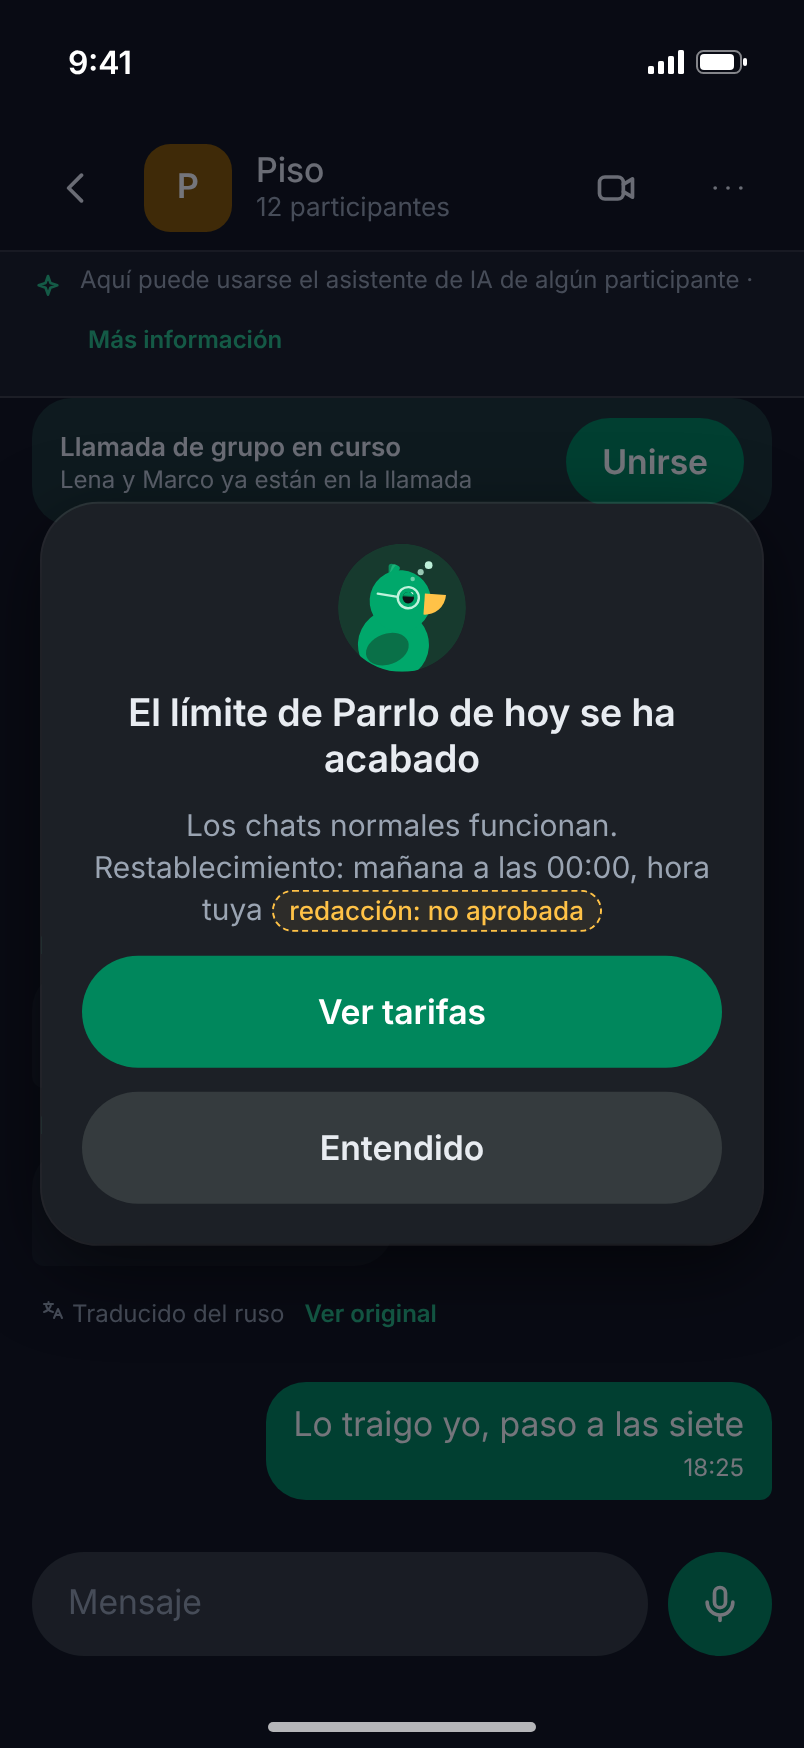 9:41
P
Piso
12 participantes
Aquí puede usarse el asistente de IA de algún participante ·
Más información
Llamada de grupo en curso
Lena y Marco ya están en la llamada
Unirse
El límite de Parrlo de hoy se ha
acabado
Los chats normales funcionan.
Restablecimiento: mañana a las 00:00, hora
tuya redacción: no aprobada
Ver tarifas
Entendido
Traducido del ruso Ver original
Lo traigo yo, paso a las siete
18:25
Mensaje